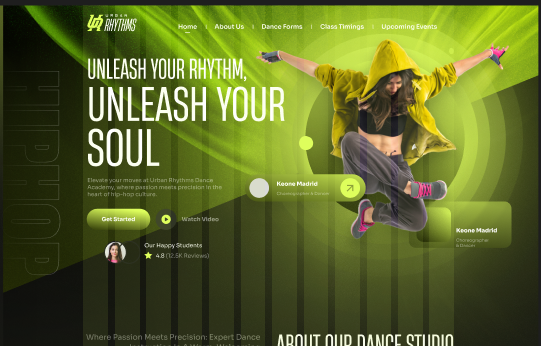 URBAN
RHYTHMS
Home
About Us
Dance Forms
Class Timings
Upcoming Events
HIPHOP
UNLEASH YOUR RHYTHM,
UNLEASH YOUR
SOUL
Elevate your moves at Urban Rhythms Dance
Academy, where passion meets precision in the
heart of hip-hop culture.
Keone Madrid
Choreographer & Dancer
Get Started
Watch Video
Keone Madrid
Choreographer
& Dancer
Our Happy Students
4.8 (12.5K Reviews)
Where Passion Meets Precision: Expert Dance
ABOUT OUR DANCE STUDIO